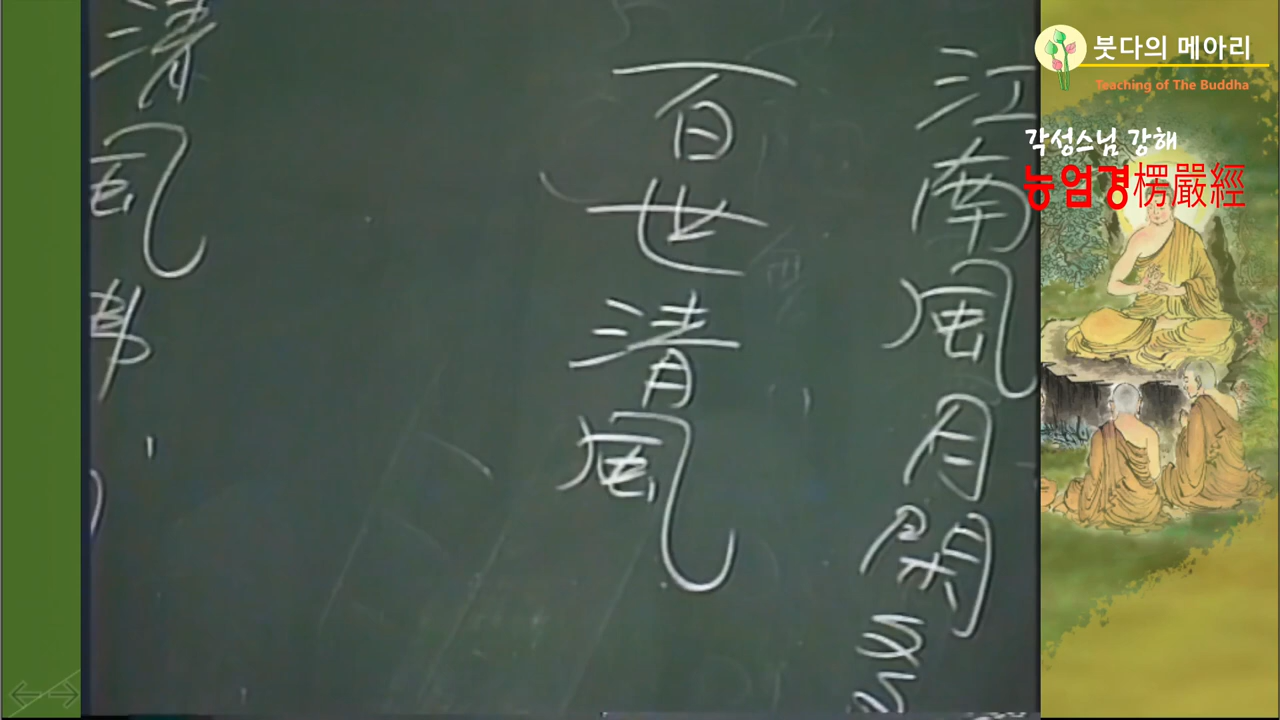 붓다의 메아리
Teaching of The Buddha
각성스님 강해
능엄경楞嚴經
江南風月閑
百世清風
清風拂